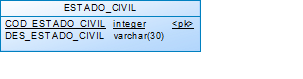 ESTADO_CIVIL
COD_ESTADO_CIVIL integer <pk>
DES_ESTADO_CIVIL varchar(30)